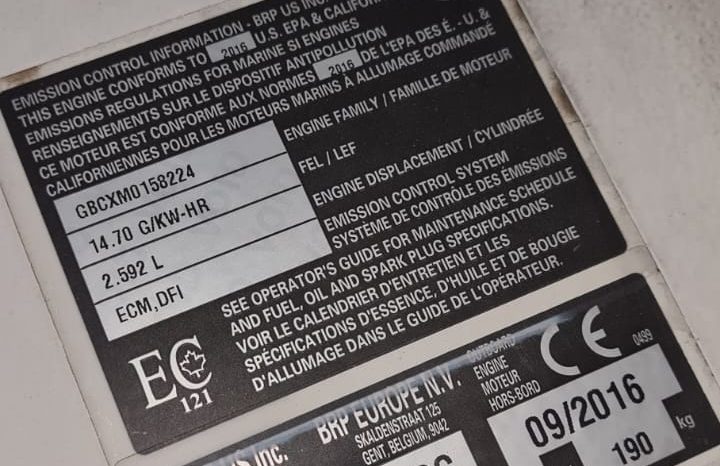 EMISSION CONTROL INFORMATION - BRP US INC.
THIS ENGINE CONFORMS TO 2016 U.S. EPA & CALIFORNIA
EMISSIONS REGULATIONS FOR MARINE SI ENGINES
RENSEIGNEMENTS SUR LE DISPOSITIF ANTIPOLLUTION
CE MOTEUR EST CONFORME AUX NORMES 2016 DE L'EPA DES É. - U. &
CALIFORNIENNES POUR LES MOTEURS MARINS À ALLUMAGE COMMANDÉ
GBCXM0158224 ENGINE FAMILY / FAMILLE DE MOTEUR
14.70 G/KW-HR FEL / LEF
2.592 L ENGINE DISPLACEMENT / CYLINDRÉE
ECM,DFI EMISSION CONTROL SYSTEM
SYSTÈME DE CONTRÔLE DES ÉMISSIONS
SEE OPERATOR'S GUIDE FOR MAINTENANCE SCHEDULE
AND FUEL, OIL AND SPARK PLUG SPECIFICATIONS.
VOIR LE CALENDRIER D'ENTRETIEN ET LES
SPÉCIFICATIONS D'ESSENCE, D'HUILE ET DE BOUGIE
D'ALLUMAGE DANS LE GUIDE DE L'OPÉRATEUR.
EC
121
US Inc.
BRP EUROPE N.V.
SKALDENSTRAAT 125
GENT, BELGIUM, 9042
OUTBOARD
ENGINE
MOTEUR
HORS-BORD
CE
0499
09/2016
190 kg